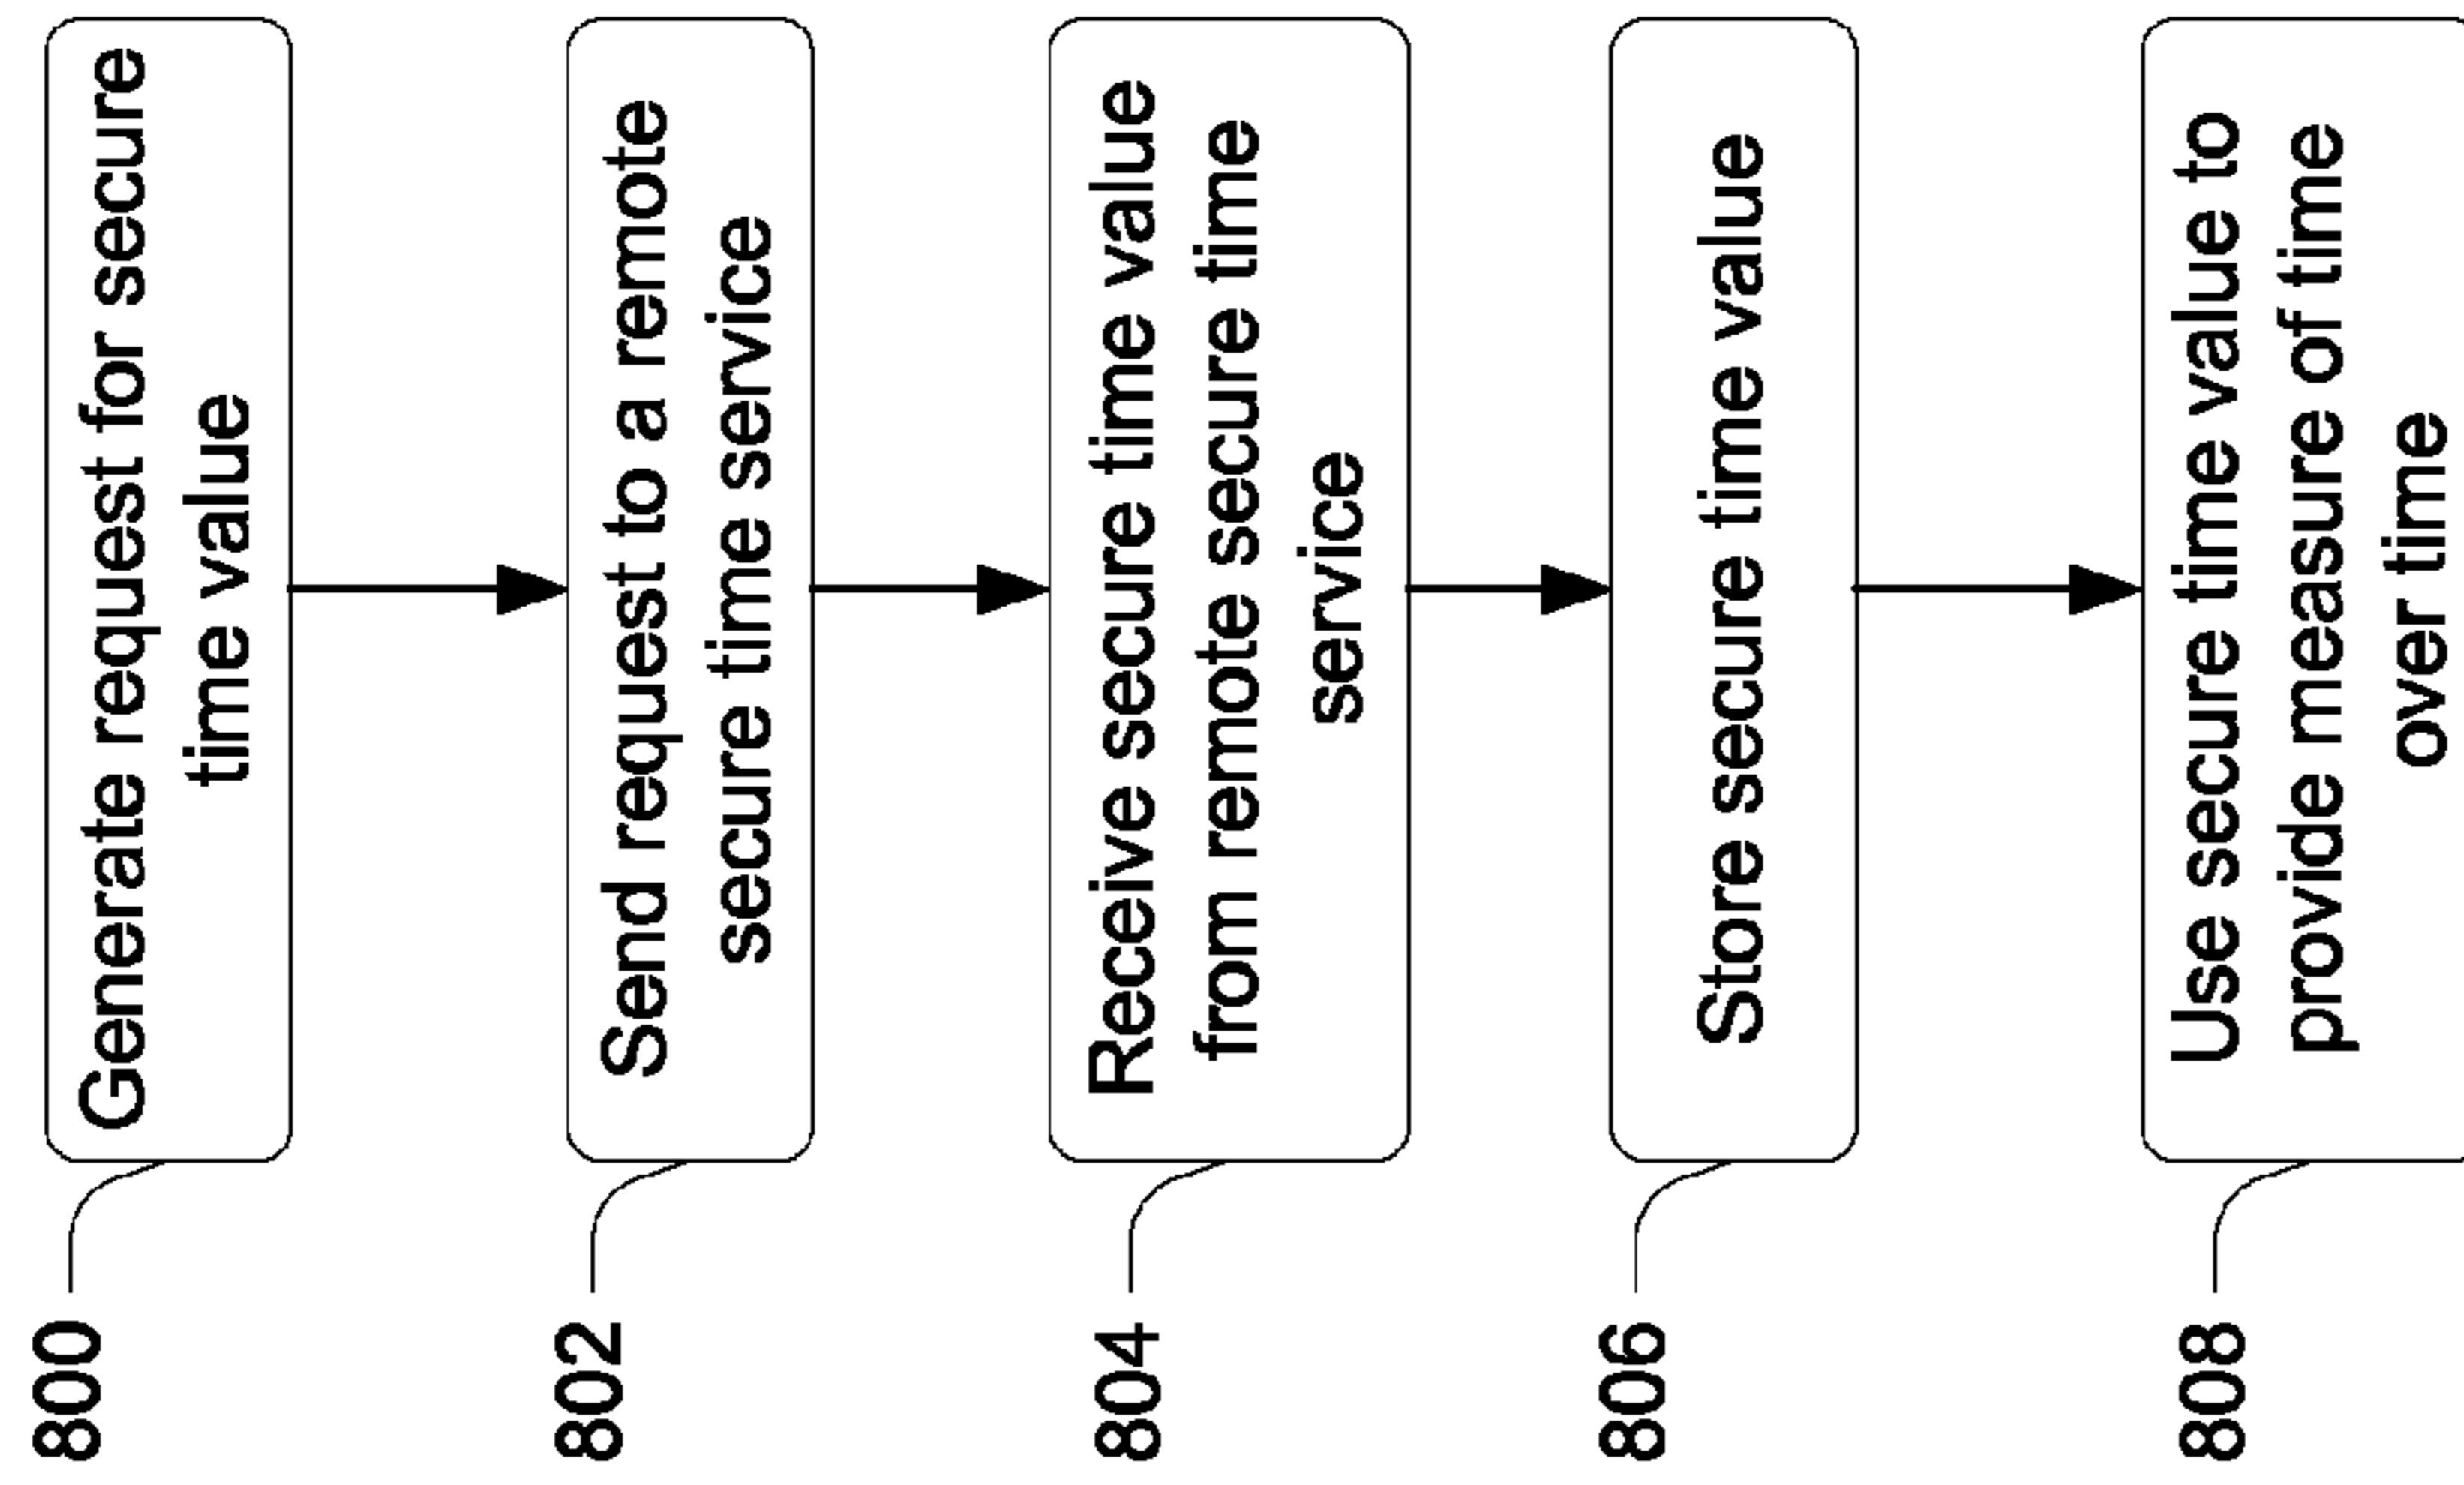 800
Generate request for secure
time value
802
Send request to a remote
secure time service
804
Receive secure time value
from remote secure time
service
806
Store secure time value
808
Use secure time value to
provide measure of time
over time